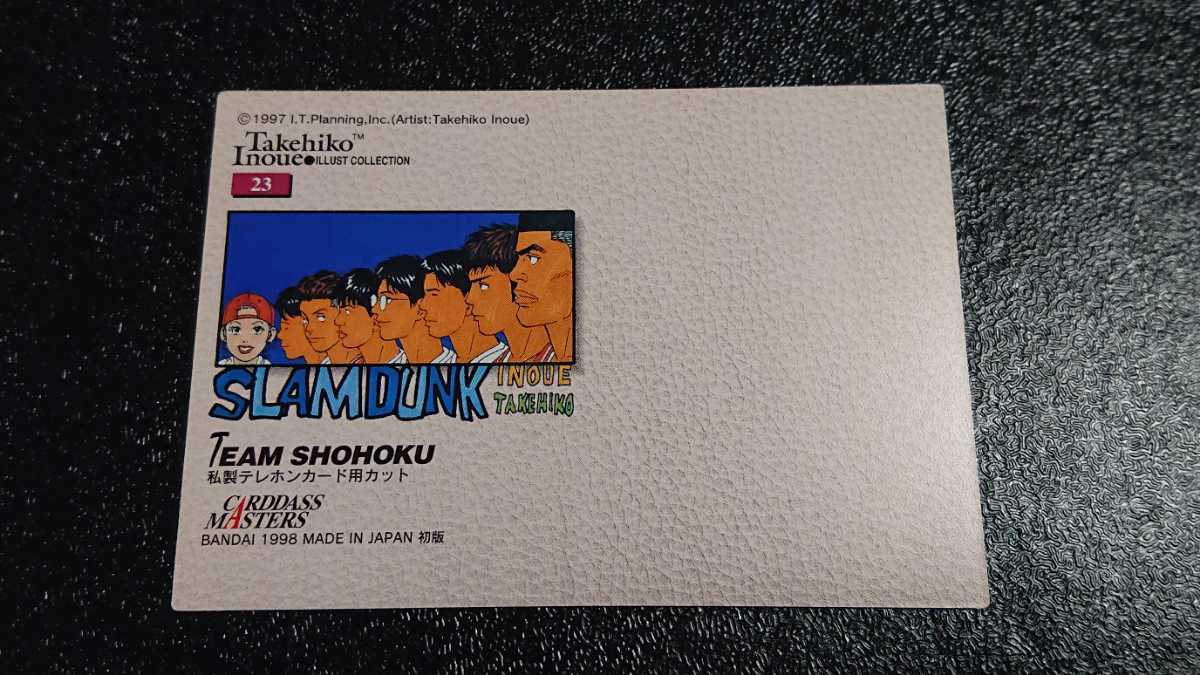 ©1997 I.T.Planning,Inc.(Artist:Takehiko Inoue)
Takehiko™
Inoue●ILLUST COLLECTION
23
SLAMDUNK
INOUE
TAKEHIKO
TEAM SHOHOKU
私製テレホンカード用カット
CARDDASS
MASTERS
BANDAI 1998 MADE IN JAPAN 初版